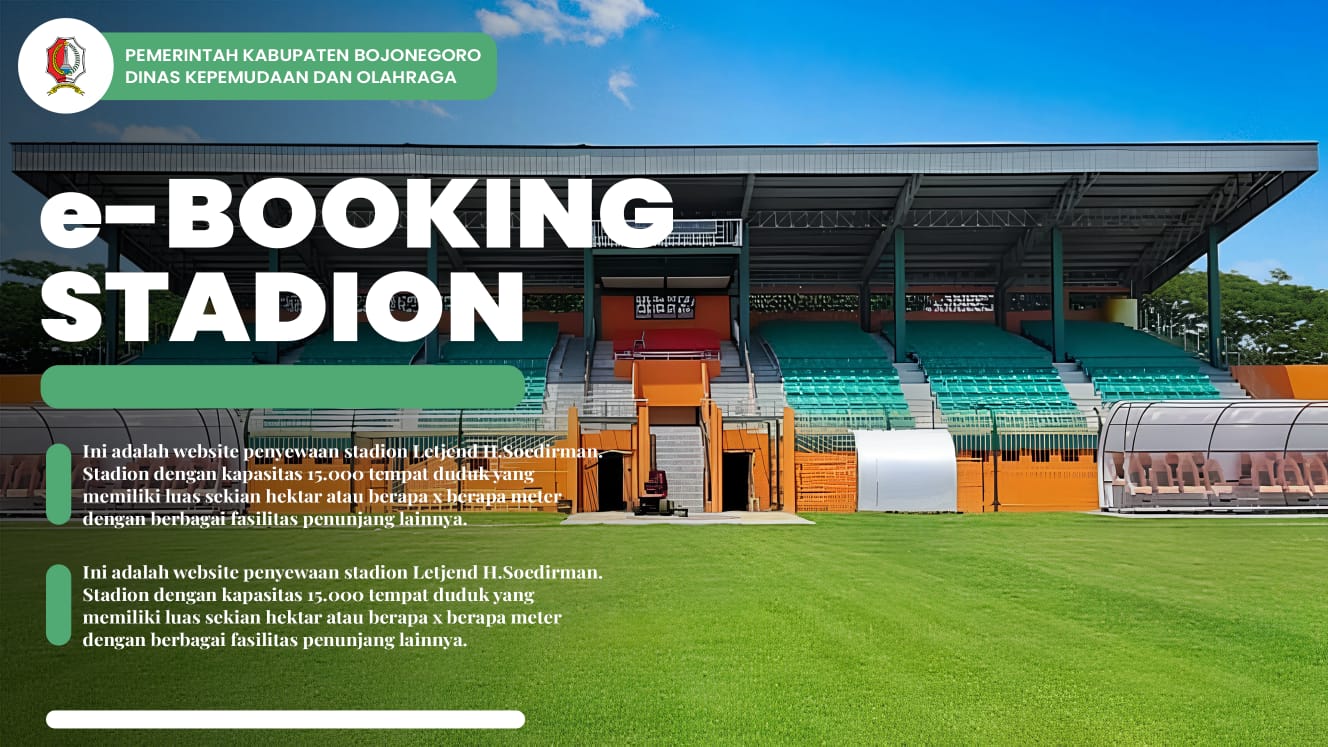 PEMERINTAH KABUPATEN BOJONEGORO
DINAS KEPEMUDAAN DAN OLAHRAGA
e-BOOKING
STADION
Ini adalah website penyewaan stadion Letjend H.Soedirman.
Stadion dengan kapasitas 15.000 tempat duduk yang
memiliki luas sekian hektar atau berapa x berapa meter
dengan berbagai fasilitas penunjang lainnya.
Ini adalah website penyewaan stadion Letjend H.Soedirman.
Stadion dengan kapasitas 15.000 tempat duduk yang
memiliki luas sekian hektar atau berapa x berapa meter
dengan berbagai fasilitas penunjang lainnya.